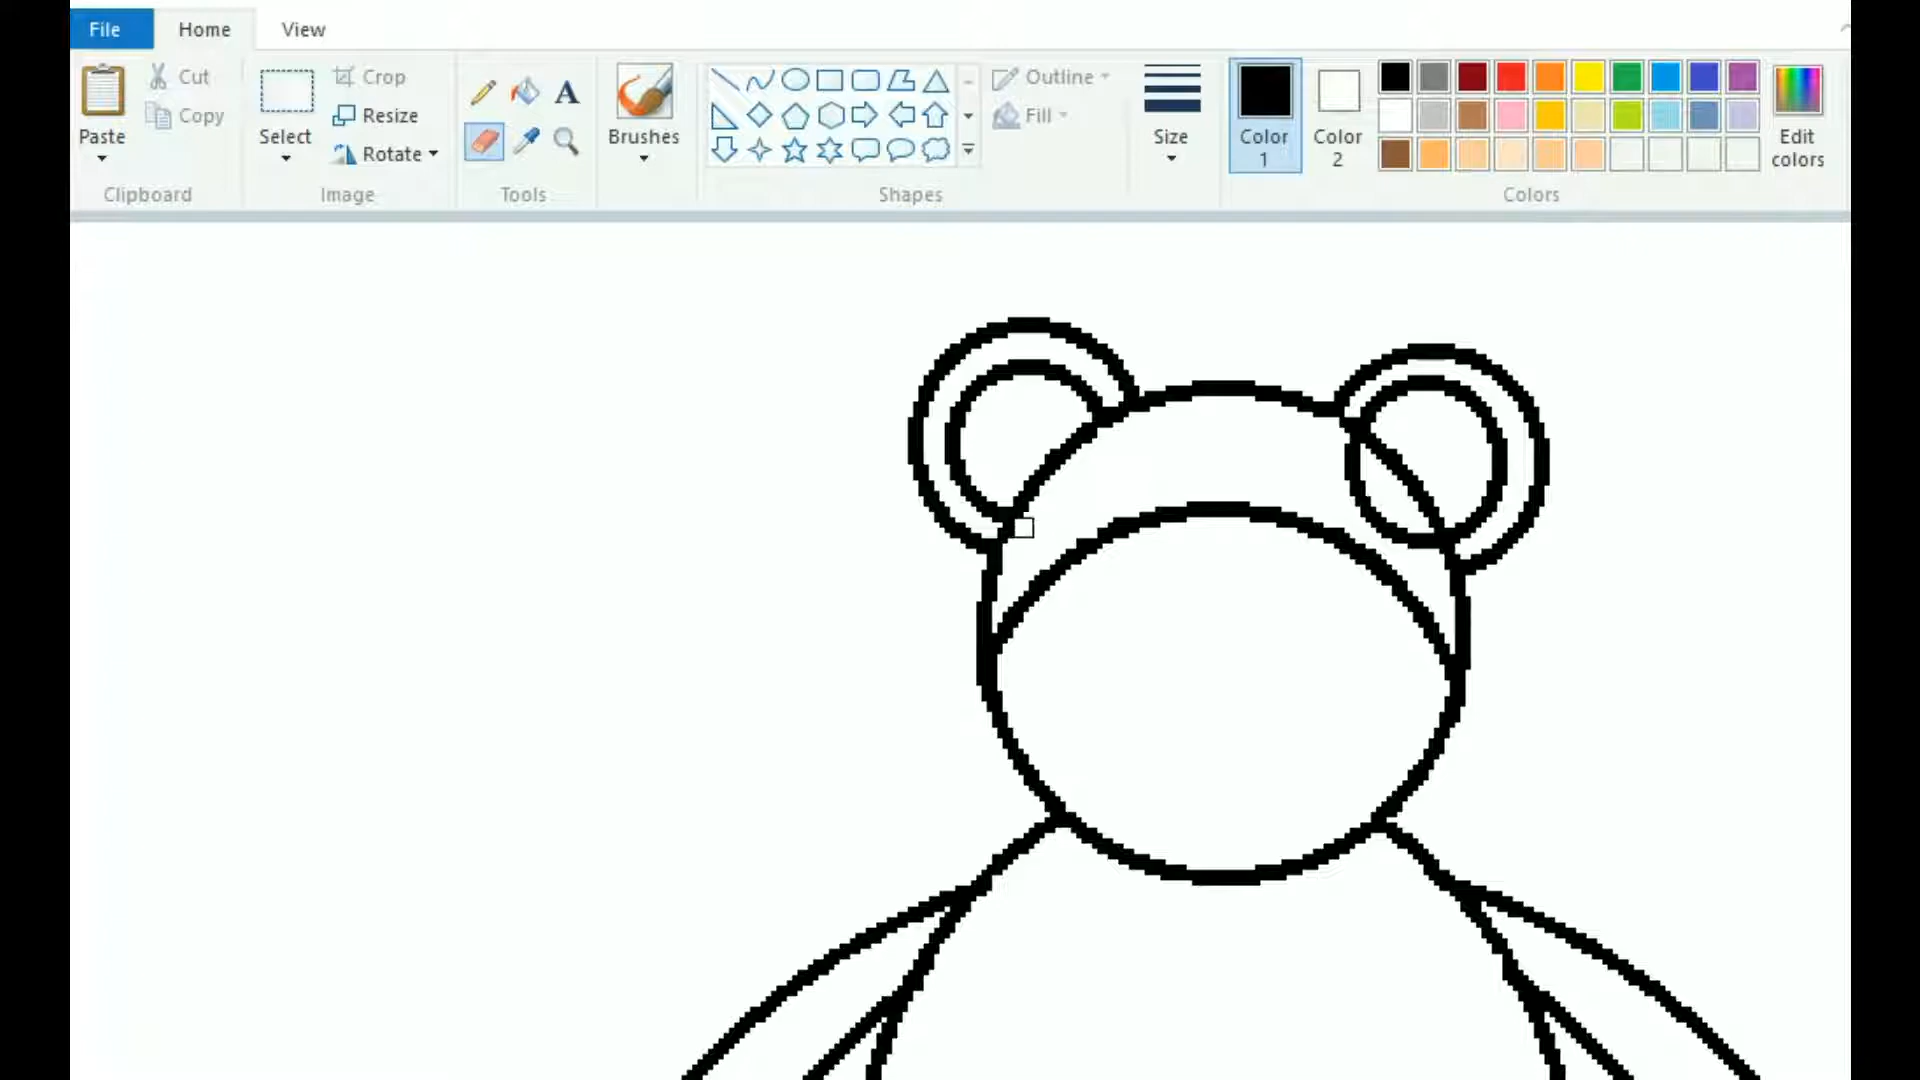 File Home View
Paste Cut Copy
Clipboard
Select Crop Resize Rotate
Image
A
Tools
Brushes
Shapes
Outline
Fill
Size
Color 1
Color 2
Edit colors
Colors